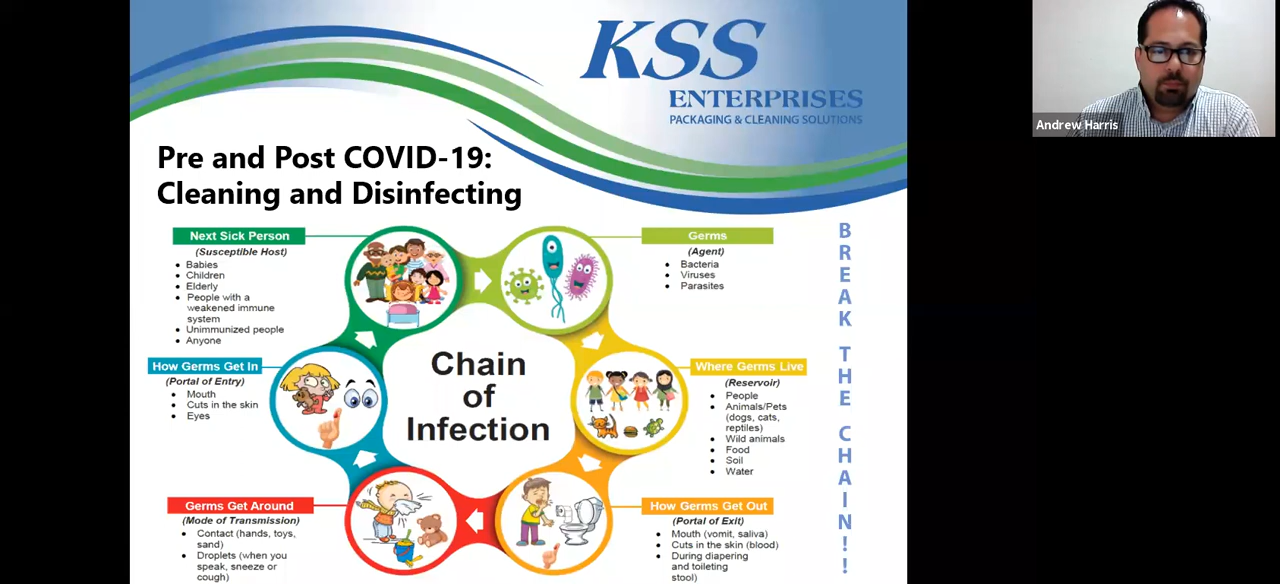 KSS
ENTERPRISES
PACKAGING & CLEANING SOLUTIONS
Andrew Harris
Pre and Post COVID-19:
Cleaning and Disinfecting
Next Sick Person
(Susceptible Host)
• Babies
• Children
• Elderly
• People with a
weakened immune
system
• Unimmunized people
• Anyone
Germs
(Agent)
• Bacteria
• Viruses
• Parasites
How Germs Get In
(Portal of Entry)
• Mouth
• Cuts in the skin
• Eyes
Chain
of
Infection
Where Germs Live
(Reservoir)
• People
• Animals/Pets
(dogs, cats,
reptiles)
• Wild animals
• Food
• Soil
• Water
Germs Get Around
(Mode of Transmission)
• Contact (hands, toys,
sand)
• Droplets (when you
speak, sneeze or
cough)
How Germs Get Out
(Portal of Exit)
• Mouth (vomit, saliva)
• Cuts in the skin (blood)
• During diapering
and toileting
stool)
BREAK THE CHAIN!!